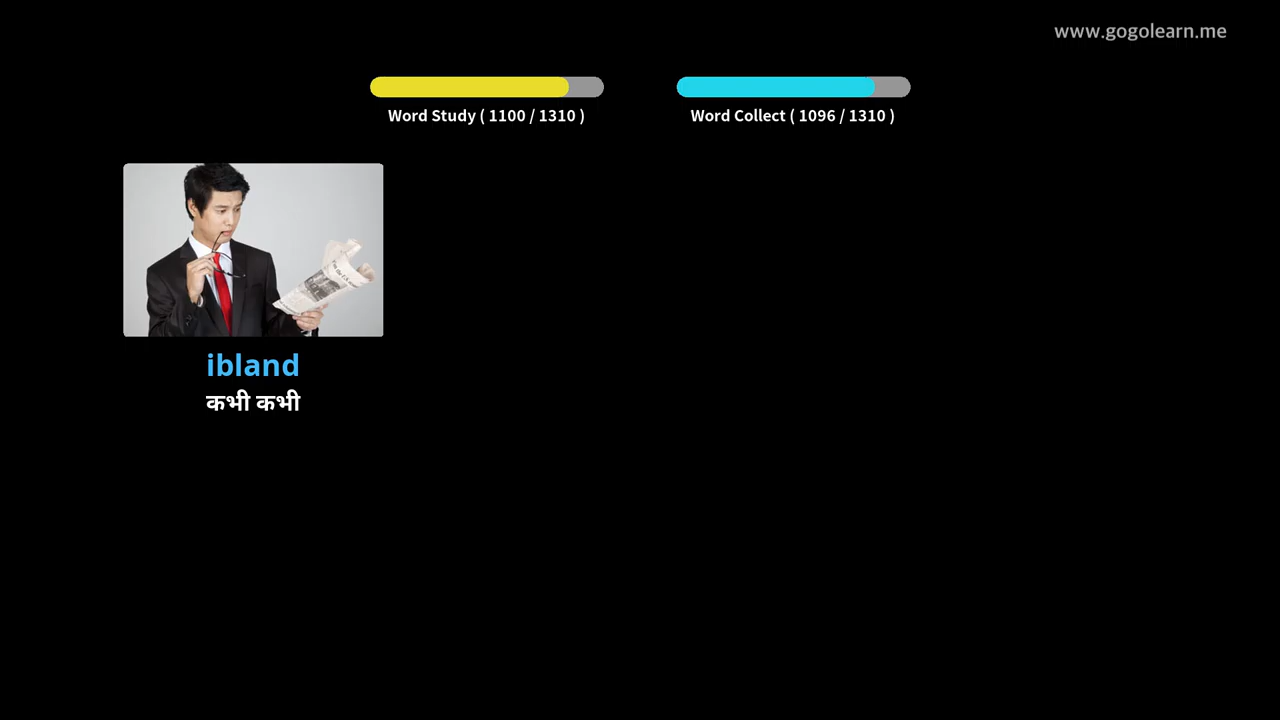 www.gogolearn.me
Word Study ( 1100 / 1310 )
Word Collect ( 1096 / 1310 )
ibland
कभी कभी